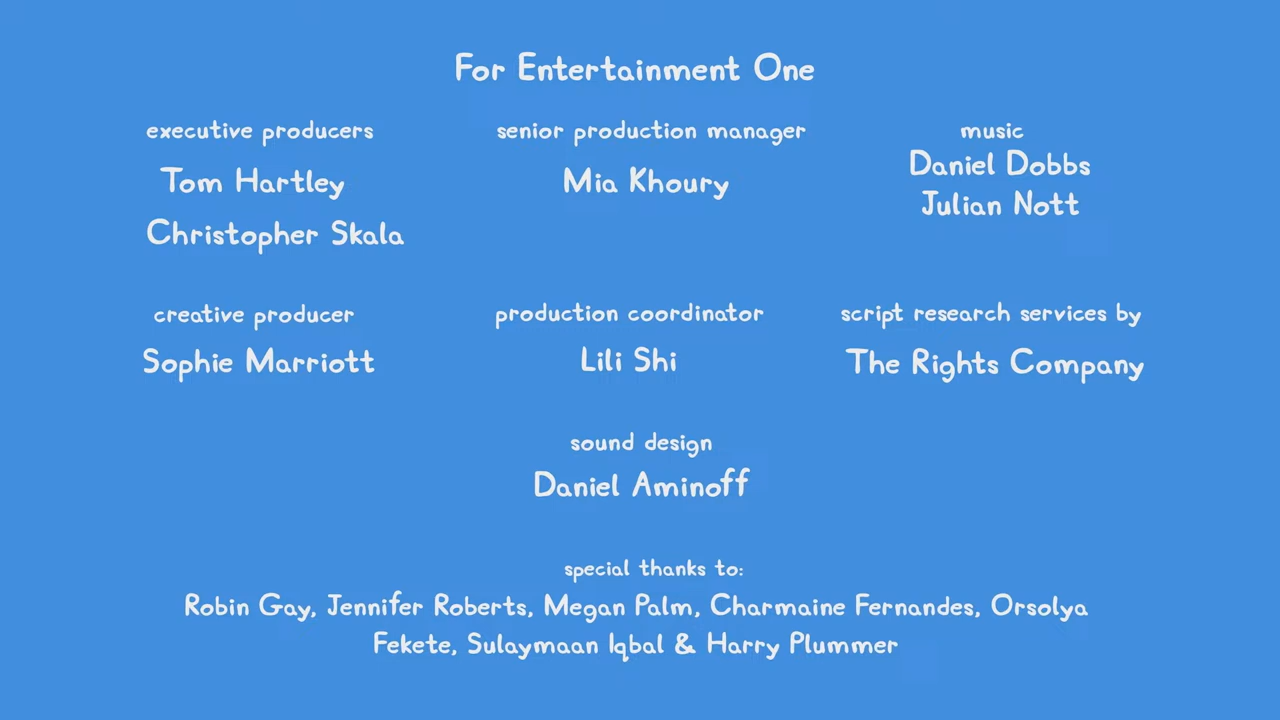 For Entertainment One
executive producers
Tom Hartley
Christopher Skala
senior production manager
Mia Khoury
music
Daniel Dobbs
Julian Nott
creative producer
Sophie Marriott
production coordinator
Lili Shi
script research services by
The Rights Company
sound design
Daniel Aminoff
special thanks to:
Robin Gay, Jennifer Roberts, Megan Palm, Charmaine Fernandes, Orsolya
Fekete, Sulaymaan Iqbal & Harry Plummer